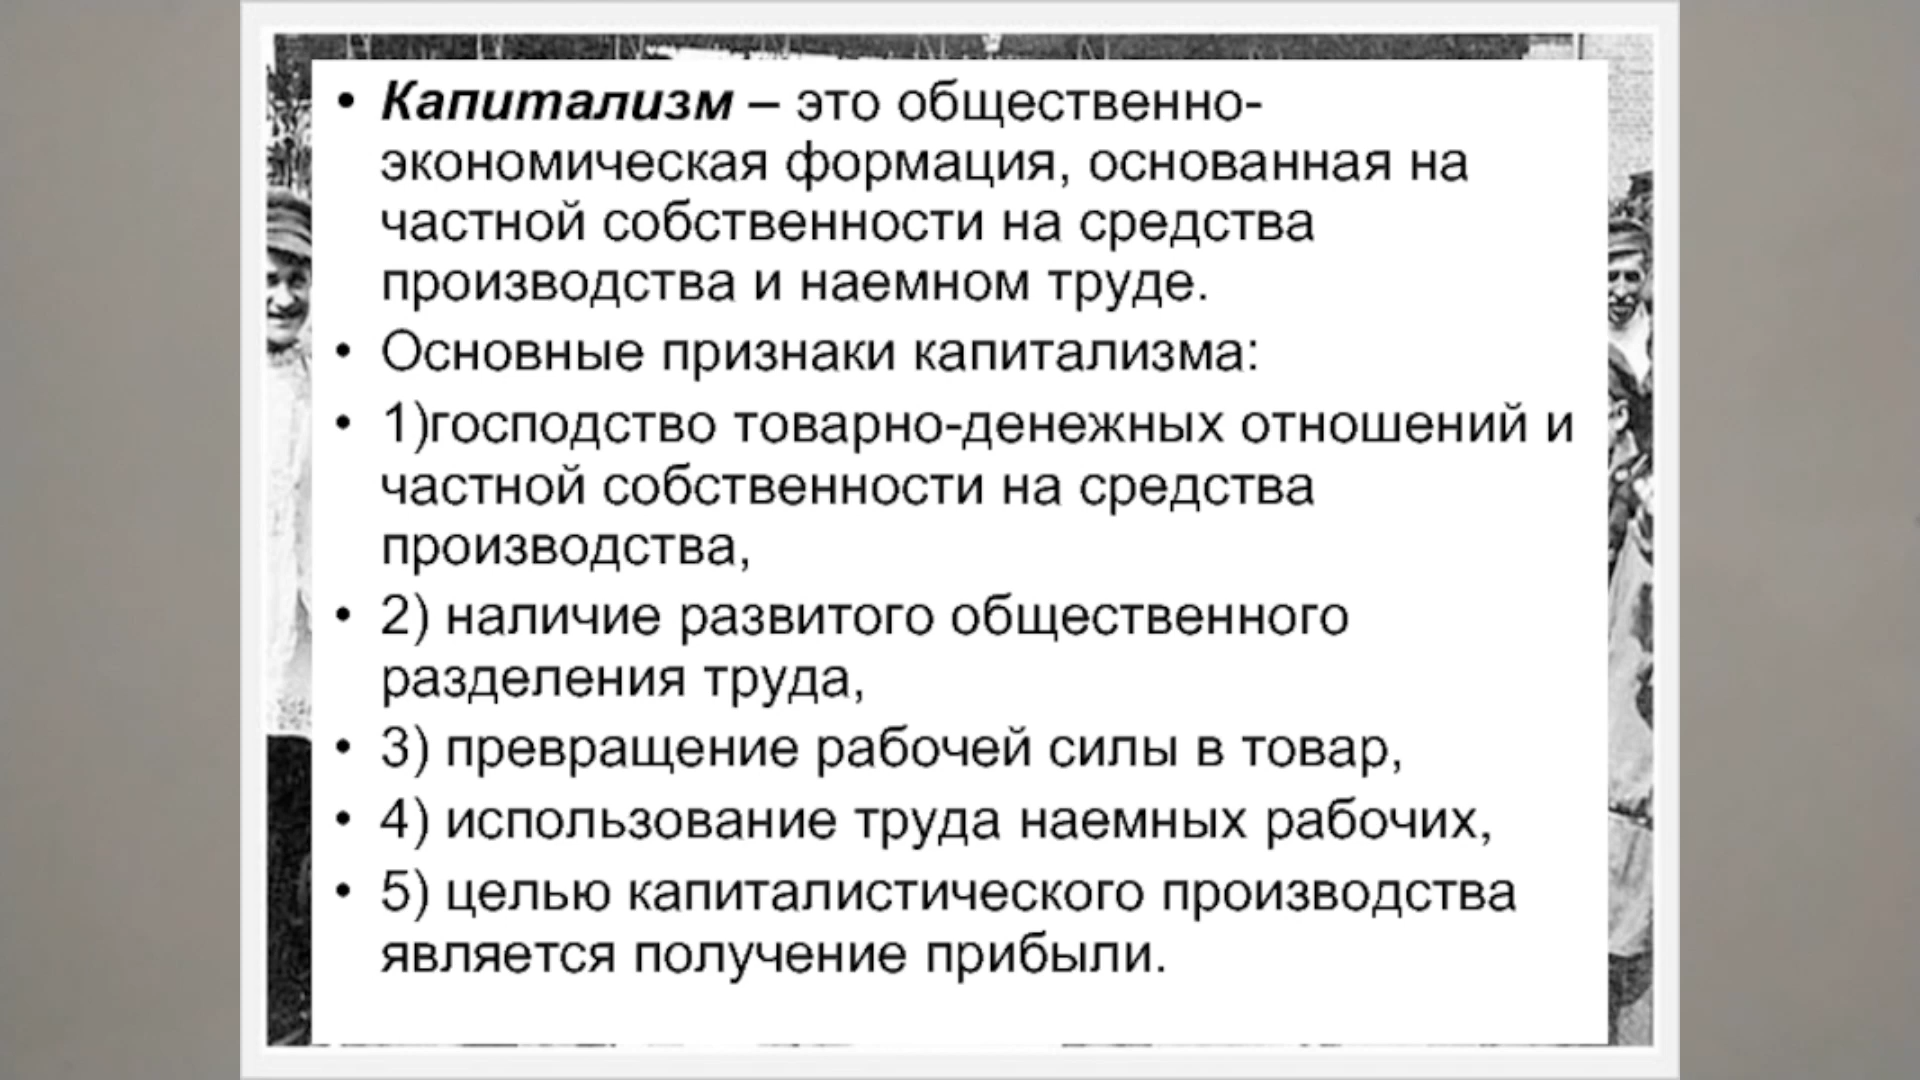 • Капитализм – это общественно-
экономическая формация, основанная на
частной собственности на средства
производства и наемном труде.
• Основные признаки капитализма:
• 1)господство товарно-денежных отношений и
частной собственности на средства
производства,
• 2) наличие развитого общественного
разделения труда,
• 3) превращение рабочей силы в товар,
• 4) использование труда наемных рабочих,
• 5) целью капиталистического производства
является получение прибыли.